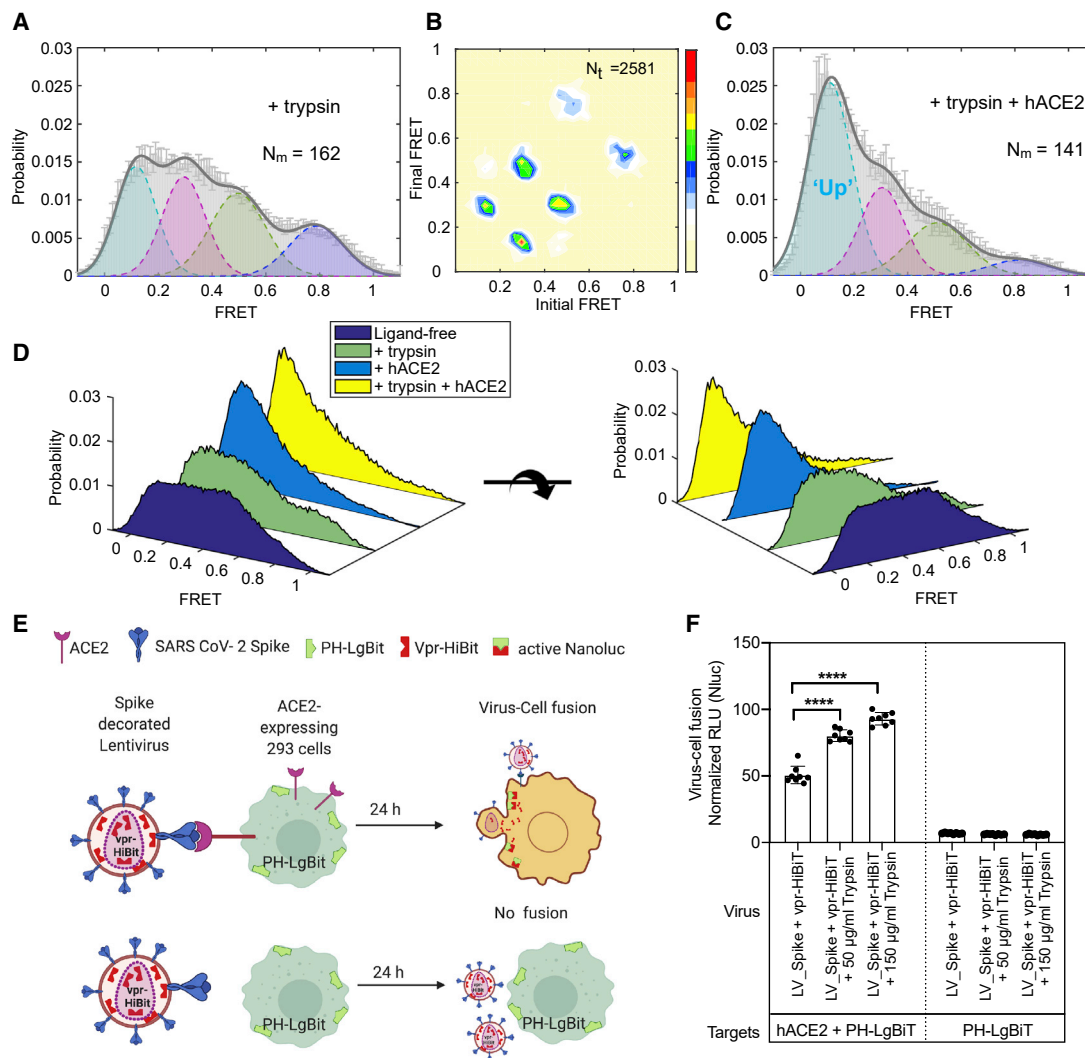 A
0.03
0.025
0.02
0.015
0.01
0.005
0
Probability
+ trypsin
Nm = 162
0 0.2 0.4 0.6 0.8 1
FRET
B
1
0.8
0.6
0.4
0.2
0
Final FRET
Nt =2581
0.2 0.4 0.6 0.8 1
Initial FRET
C
0.03
0.025
0.02
0.015
0.01
0.005
0
Probability
+ trypsin + hACE2
Nm = 141
'Up'
0 0.2 0.4 0.6 0.8 1
FRET
D
Ligand-free
+ trypsin
+ hACE2
+ trypsin + hACE2
0.03
0.02
0.01
0
Probability
0 0.2 0.4 0.6 0.8 1
FRET
0.03
0.02
0.01
0
Probability
0 0.2 0.4 0.6 0.8 1
FRET
E
ACE2
SARS CoV- 2 Spike
PH-LgBit
Vpr-HiBit
active Nanoluc
Spike
decorated
Lentivirus
ACE2-
expressing
293 cells
Virus-Cell fusion
24 h
vpr-
HiBit
PH-LgBit
No fusion
24 h
vpr-
HiBit
PH-LgBit
vpr-
HiBit
vpr-
HiBit
PH-LgBit
F
150
100
50
0
Virus-cell fusion
Normalized RLU (Nluc)
****
****
Virus
LV_Spike + vpr-HiBiT
LV_Spike + vpr-HiBiT
+ 50 µg/ml Trypsin
LV_Spike + vpr-HiBiT
+ 150 µg/ml Trypsin
LV_Spike + vpr-HiBiT
LV_Spike + vpr-HiBiT
+ 50 µg/ml Trypsin
LV_Spike + vpr-HiBiT
+ 150 µg/ml Trypsin
Targets
hACE2 + PH-LgBiT
PH-LgBiT